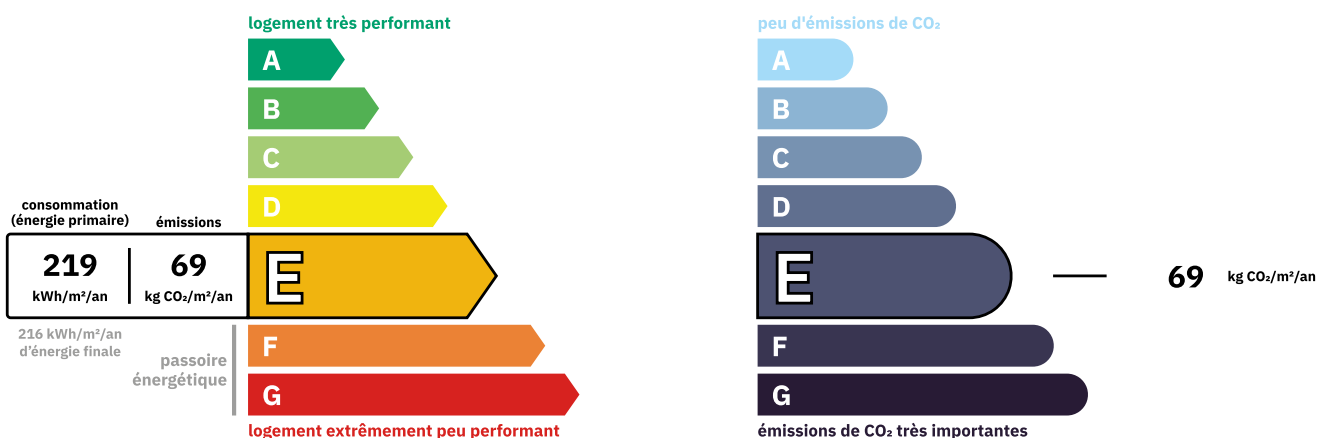 logement très performant
A
B
C
D
consommation
(énergie primaire)
émissions
219
kWh/m²/an
69
kg CO₂/m²/an
E
216 kWh/m²/an
d'énergie finale
passoire
énergétique
F
G
logement extrêmement peu performant
peu d'émissions de CO₂
A
B
C
D
E
69 kg CO₂/m²/an
F
G
émissions de CO₂ très importantes